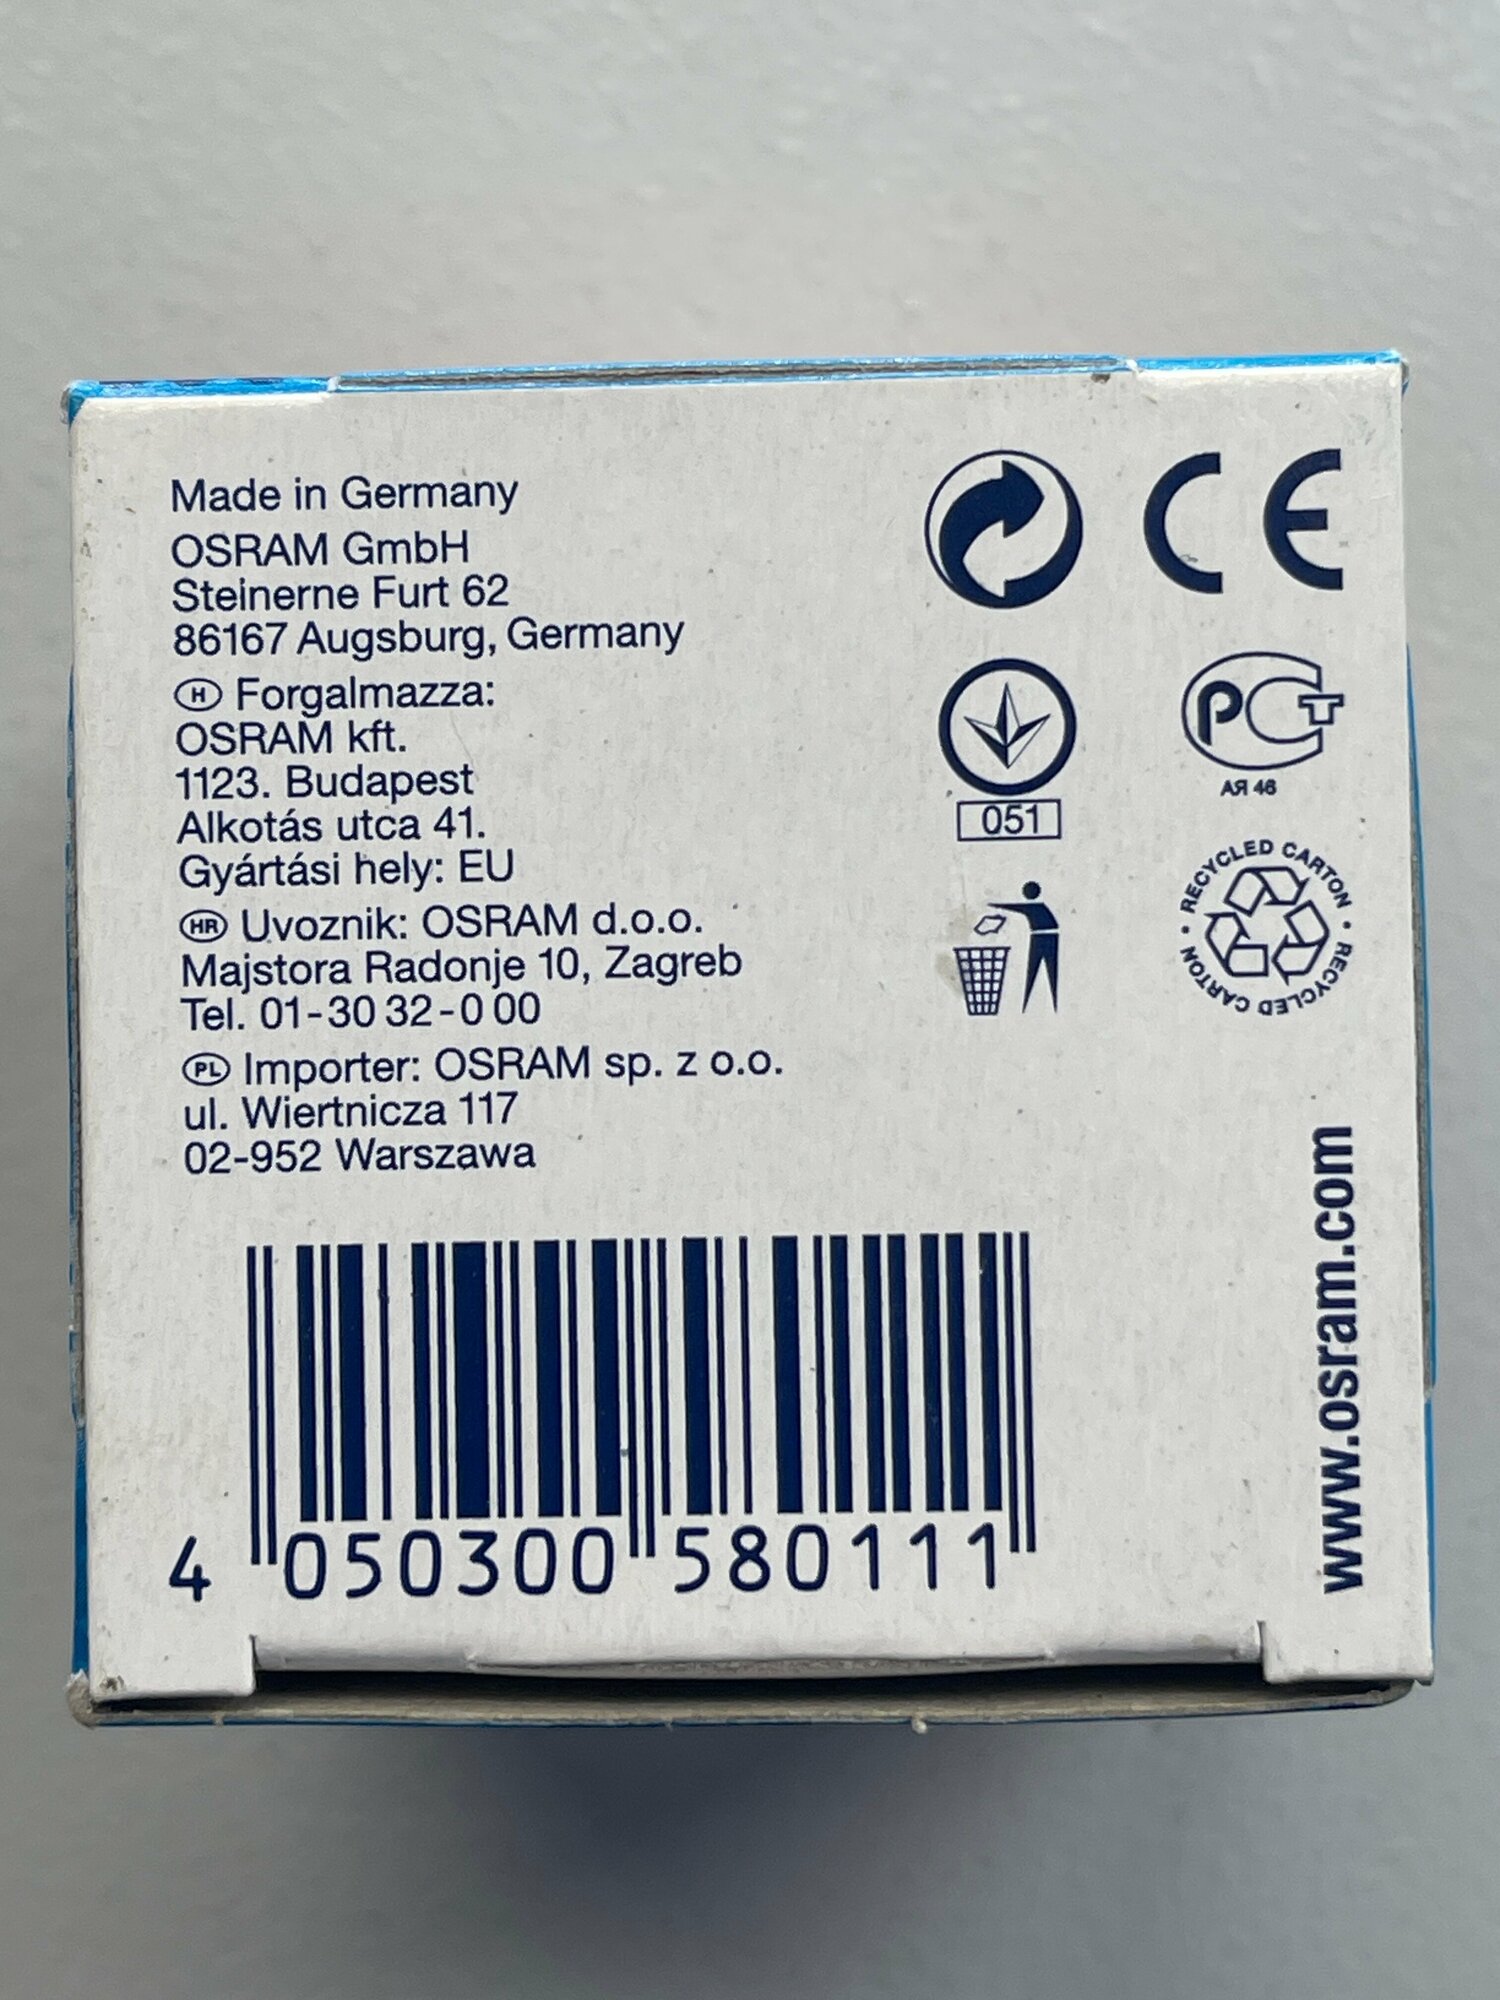 Made in Germany
OSRAM GmbH
Steinerne Furt 62
86167 Augsburg, Germany
H Forgalmazza:
OSRAM kft.
1123. Budapest
Alkotás utca 41.
Gyártási hely: EU
HR Uvoznik: OSRAM d.o.o.
Majstora Radonje 10, Zagreb
Tel. 01-30 32-0 00
PL Importer: OSRAM sp. z o.o.
ul. Wiertnicza 117
02-952 Warszawa
CE
051
РСТ
АЯ 46
RECYCLED CARTON • RECYCLED CARTON •
www.osram.com
4 050300 580111